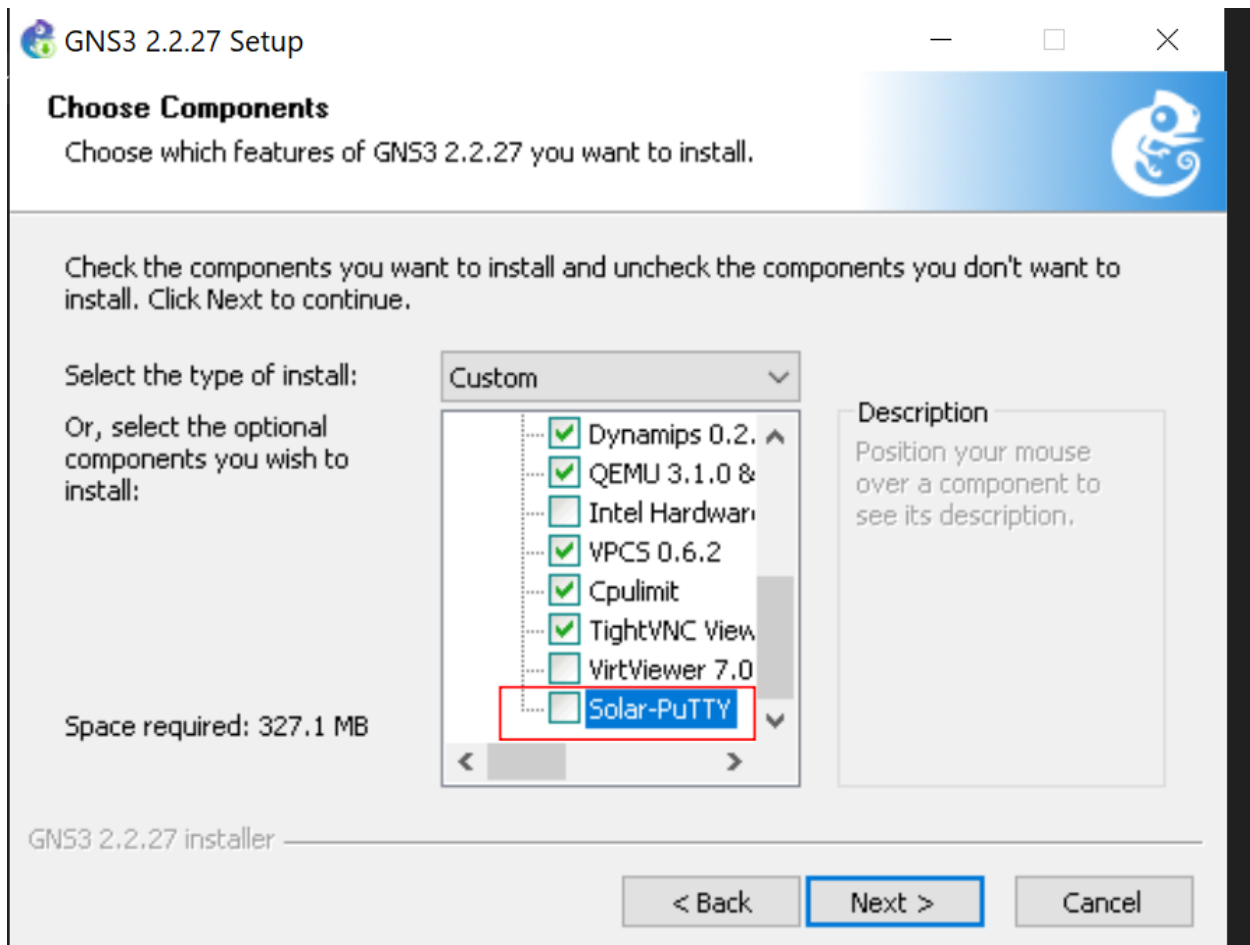 GNS3 2.2.27 Setup
Choose Components
Choose which features of GNS3 2.2.27 you want to install.
Check the components you want to install and uncheck the components you don't want to
install. Click Next to continue.
Select the type of install:
Custom
Or, select the optional
components you wish to
install:
Dynamips 0.2.
QEMU 3.1.0 &
Intel Hardwar
VPCS 0.6.2
Cpulimit
TightVNC View
VirtViewer 7.0
Solar-PuTTY
Description
Position your mouse
over a component to
see its description.
Space required: 327.1 MB
GNS3 2.2.27 installer
< Back
Next >
Cancel